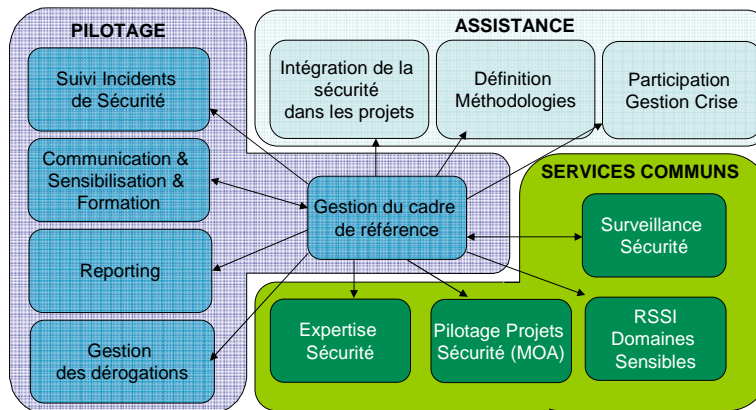 PILOTAGE
Suivi Incidents
de Sécurité
Communication &
Sensibilisation &
Formation
Reporting
Gestion
des dérogations
Gestion du cadre
de référence
ASSISTANCE
Intégration de la
sécurité
dans les projets
Définition
Méthodologies
Participation
Gestion Crise
SERVICES COMMUNS
Surveillance
Sécurité
Expertise
Sécurité
Pilotage Projets
Sécurité (MOA)
RSSI
Domaines
Sensibles